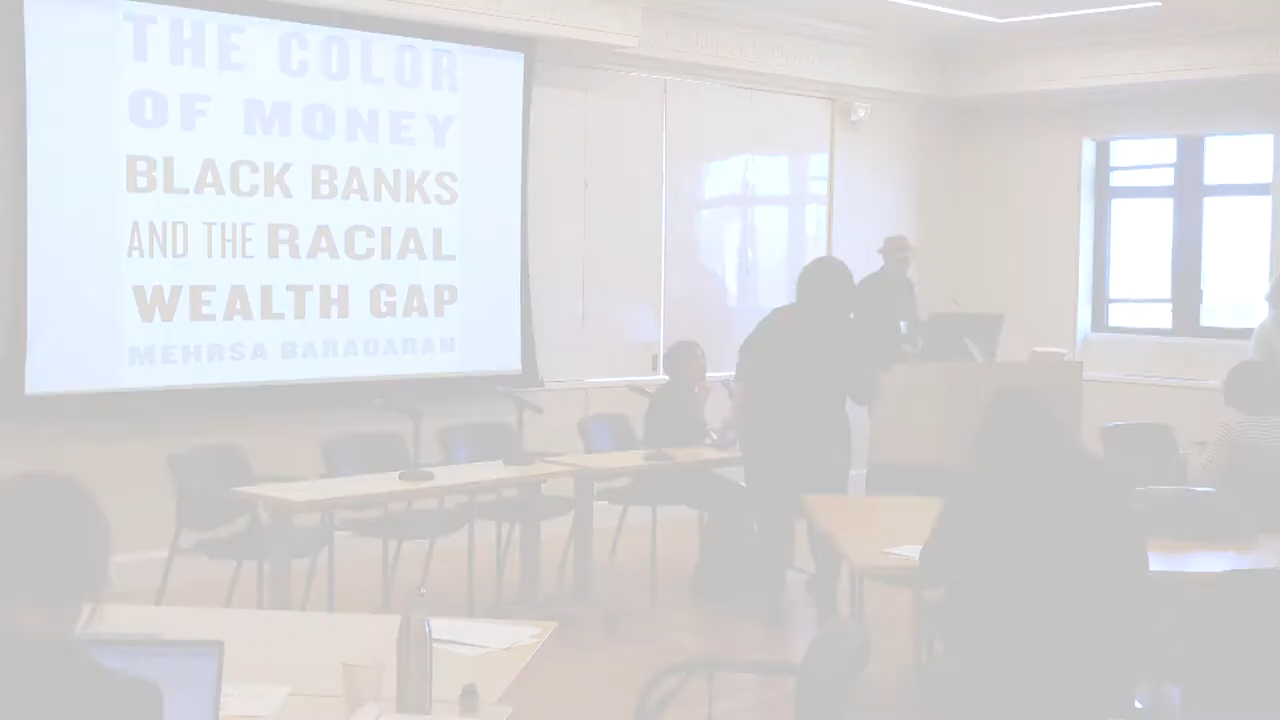 THE COLOR
OF MONEY
BLACK BANKS
AND THE RACIAL
WEALTH GAP
MEHRSA BARADARAN